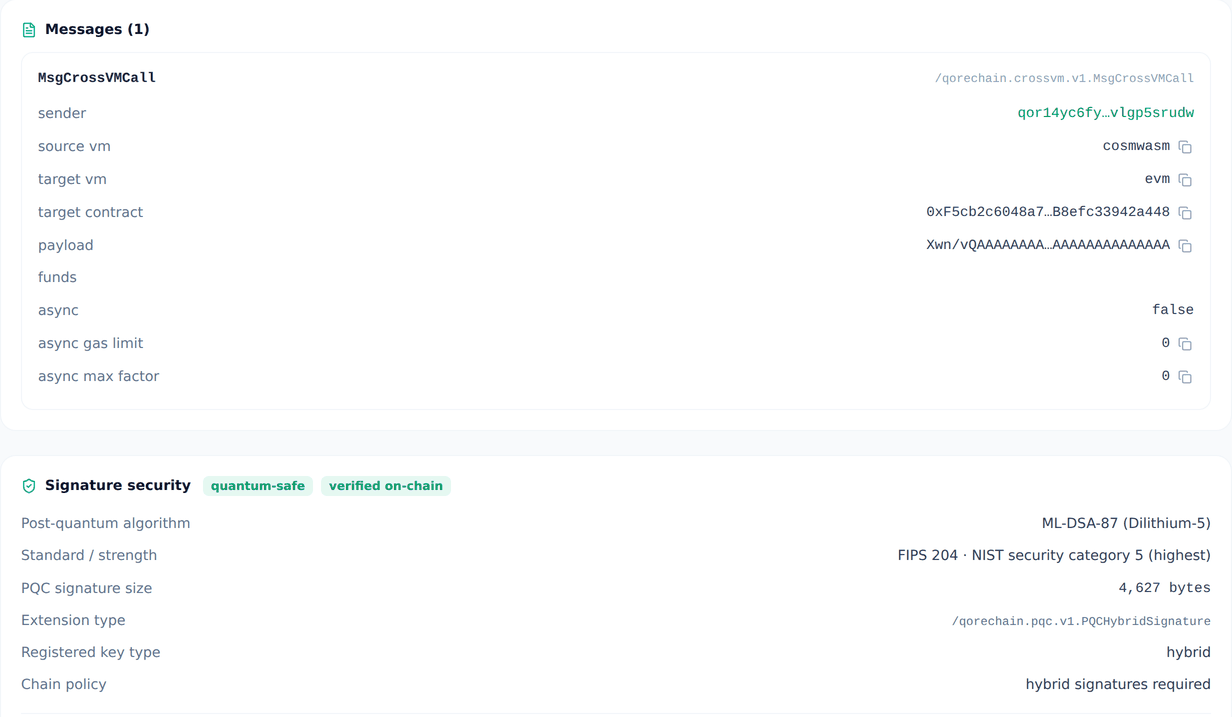 Messages (1)
MsgCrossVMCall /qorechain.crossvm.v1.MsgCrossVMCall
sender qor14yc6fy…vlgp5srudw
source vm cosmwasm
target vm evm
target contract 0xF5cb2c6048a7…B8efc33942a448
payload Xwn/vQAAAAAAAA…AAAAAAAAAAAAAA
funds
async false
async gas limit 0
async max factor 0
Signature security quantum-safe verified on-chain
Post-quantum algorithm ML-DSA-87 (Dilithium-5)
Standard / strength FIPS 204 · NIST security category 5 (highest)
PQC signature size 4,627 bytes
Extension type /qorechain.pqc.v1.PQCHybridSignature
Registered key type hybrid
Chain policy hybrid signatures required